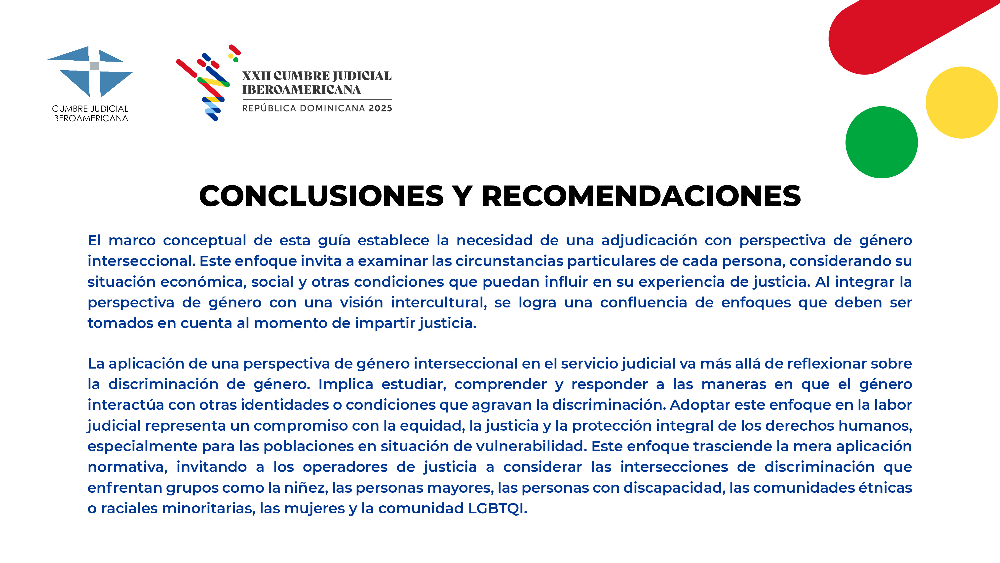 CUMBRE JUDICIAL
IBEROAMERICANA
XXII CUMBRE JUDICIAL
IBEROAMERICANA
REPÚBLICA DOMINICANA 2025
CONCLUSIONES Y RECOMENDACIONES
El marco conceptual de esta guía establece la necesidad de una adjudicación con perspectiva de género
interseccional. Este enfoque invita a examinar las circunstancias particulares de cada persona, considerando su
situación económica, social y otras condiciones que puedan influir en su experiencia de justicia. Al integrar la
perspectiva de género con una visión intercultural, se logra una confluencia de enfoques que deben ser
tomados en cuenta al momento de impartir justicia.
La aplicación de una perspectiva de género interseccional en el servicio judicial va más allá de reflexionar sobre
la discriminación de género. Implica estudiar, comprender y responder a las maneras en que el género
interactúa con otras identidades o condiciones que agravan la discriminación. Adoptar este enfoque en la labor
judicial representa un compromiso con la equidad, la justicia y la protección integral de los derechos humanos,
especialmente para las poblaciones en situación de vulnerabilidad. Este enfoque trasciende la mera aplicación
normativa, invitando a los operadores de justicia a considerar las intersecciones de discriminación que
enfrentan grupos como la niñez, las personas mayores, las personas con discapacidad, las comunidades étnicas
o raciales minoritarias, las mujeres y la comunidad LGBTQI.